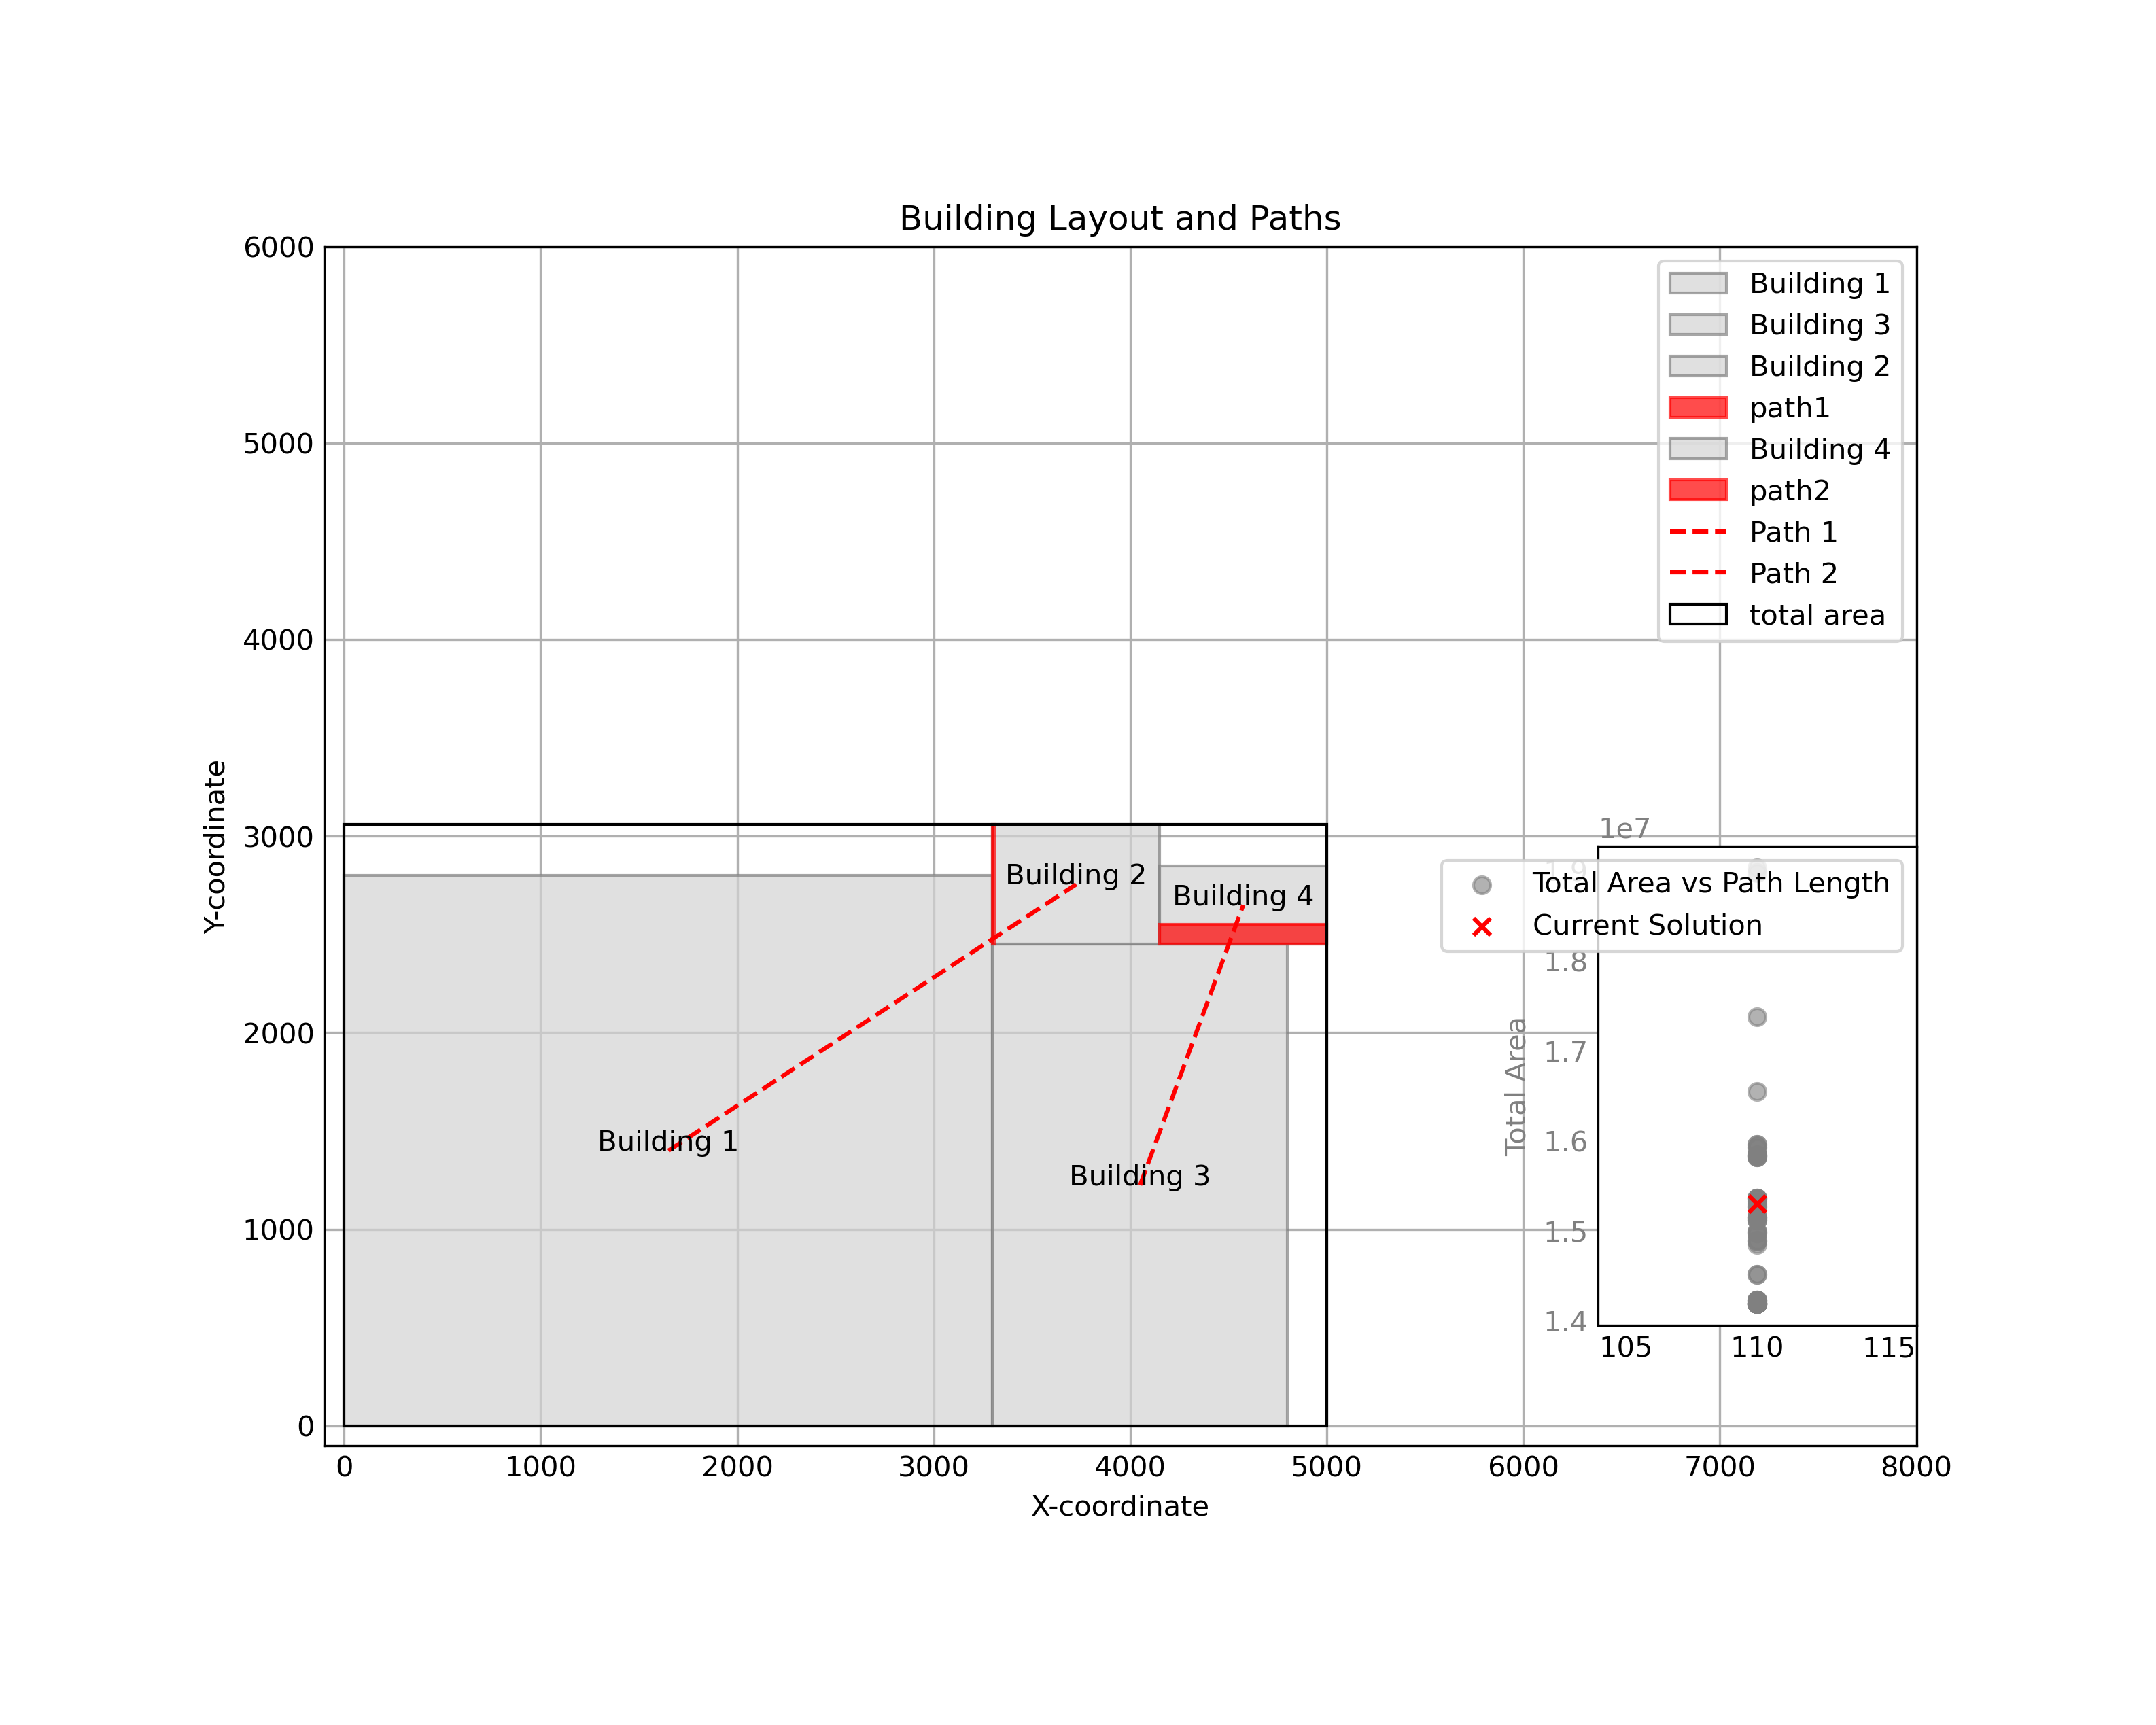 Building Layout and Paths
6000
5000
4000
3000
2000
1000
0
Y-coordinate
0 1000 2000 3000 4000 5000 6000 7000 8000
X-coordinate
Building 1
Building 3
Building 2
path1
Building 4
path2
Path 1
Path 2
total area
Building 2
Building 4
Building 1
Building 3
1e7
Total Area vs Path Length
Current Solution
1.9
1.8
1.7
1.6
1.5
1.4
Total Area
105 110 115